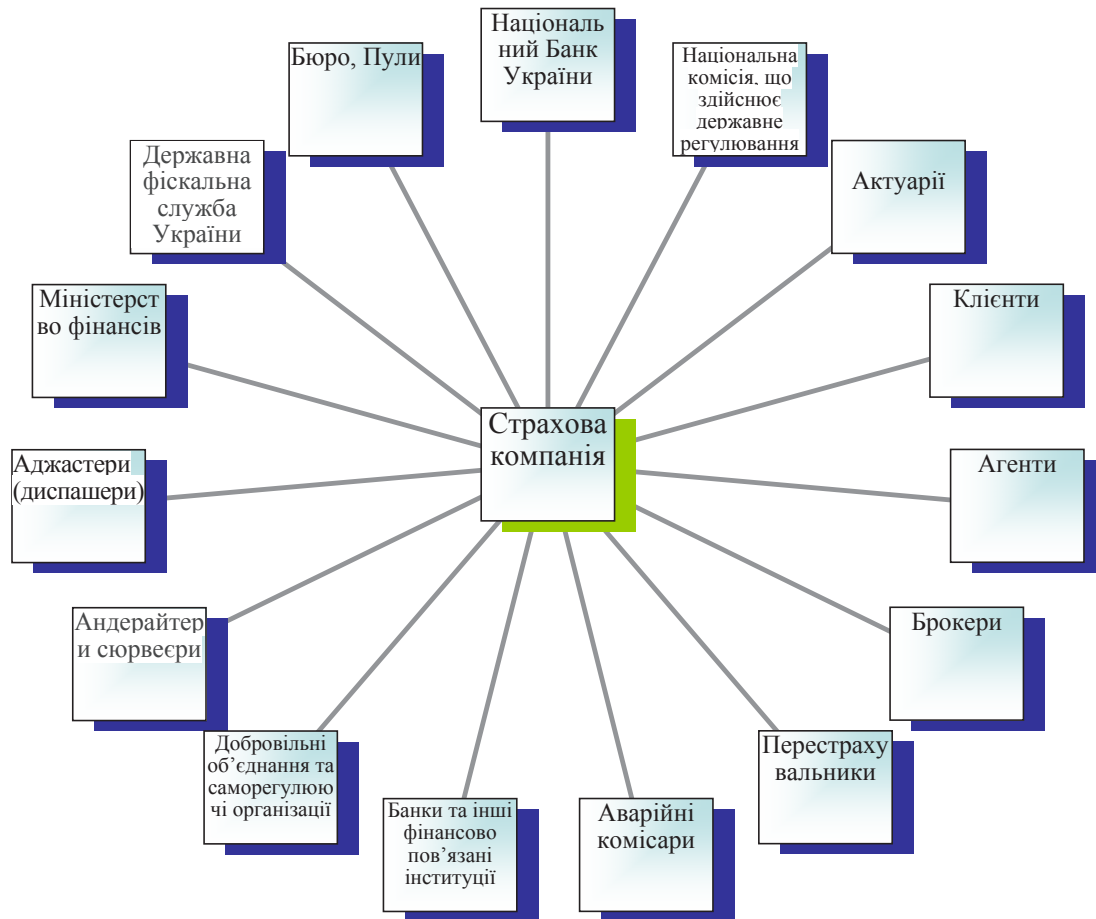 Національ
ний Банк
України
Бюро, Пули
Національна
комісія, що
здійснює
державне
регулювання
Державна
фіскальна
служба
України
Актуарії
Міністерст
во фінансів
Клієнти
Страхова
компанія
Аджастери
(диспашери)
Агенти
Андерайтер
и сюрвеєри
Брокери
Добровільні
об’єднання та
саморегулюю
чі організації
Перестраху
вальники
Банки та інші
фінансово
пов’язані
інституції
Аварійні
комісари